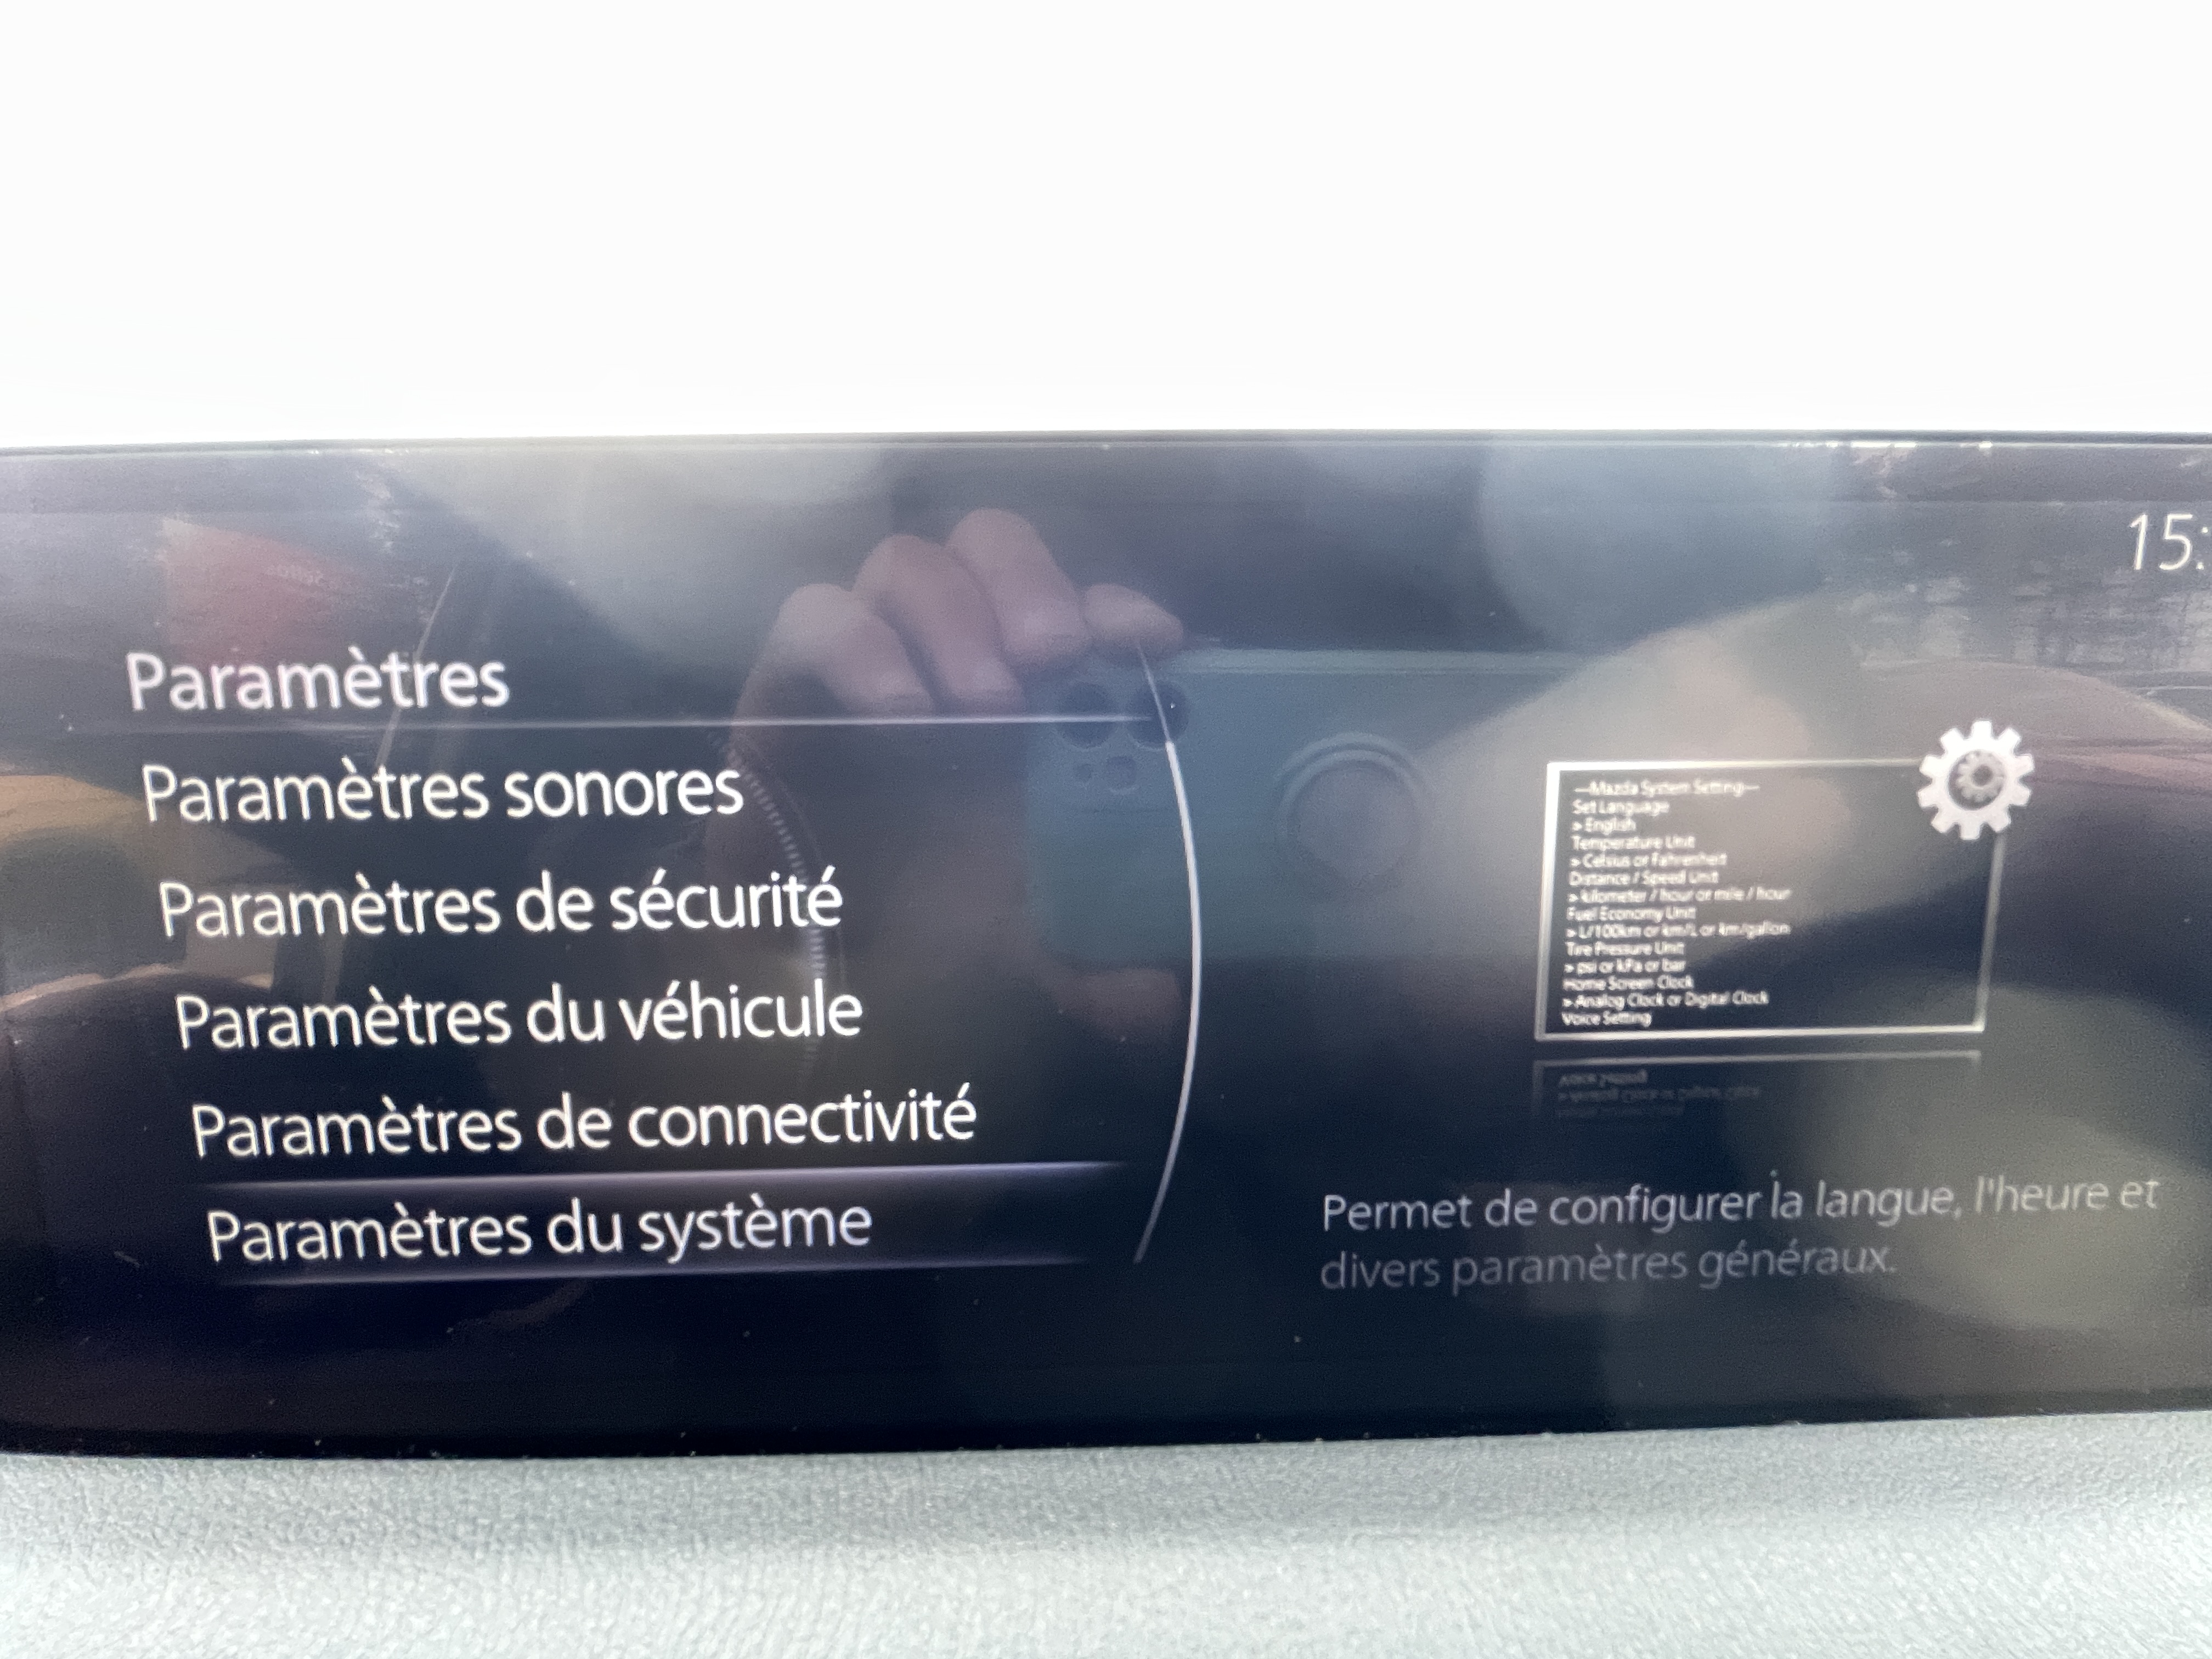 15:
Paramètres
Paramètres sonores
Paramètres de sécurité
Paramètres du véhicule
Paramètres de connectivité
Paramètres du système
—Mazda System Setting—
Set Language
> English
Temperature Unit
> Celsius or Fahrenheit
Distance / Speed Unit
> kilometer / hour or mile / hour
Fuel Economy Unit
> L/100km or km/L or km/gallon
Tire Pressure Unit
> psi or kPa or bar
Home Screen Clock
> Analog Clock or Digital Clock
Voice Setting
Permet de configurer la langue, l'heure et
divers paramètres généraux.